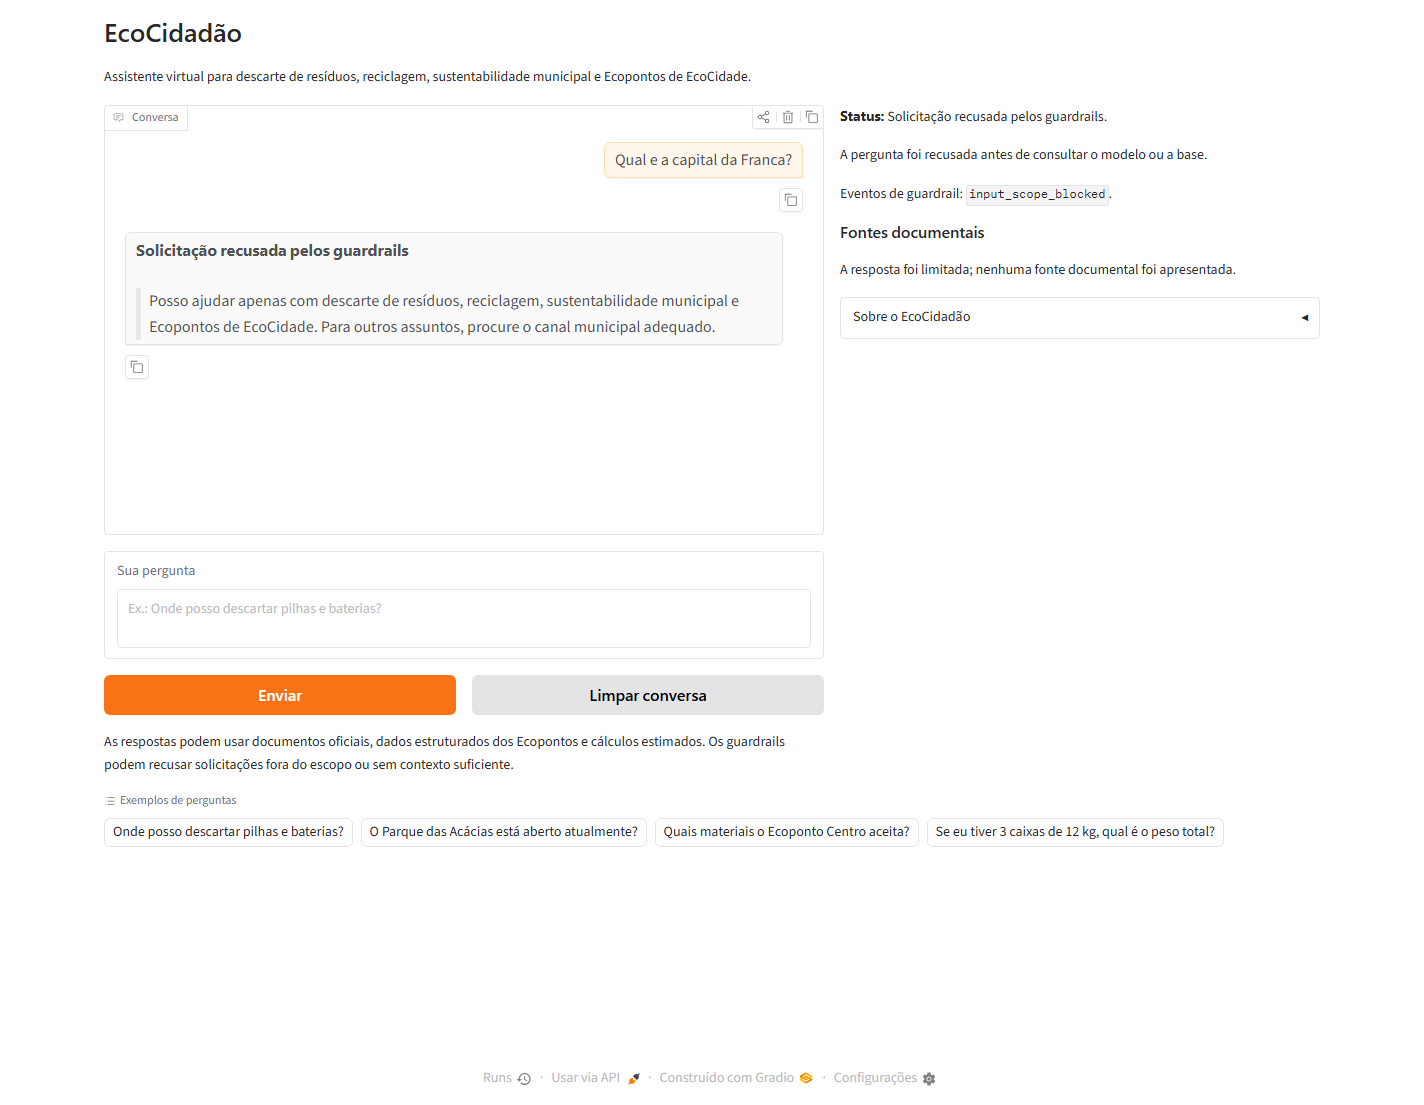 EcoCidadão
Assistente virtual para descarte de resíduos, reciclagem, sustentabilidade municipal e Ecopontos de EcoCidade.
Conversa
Qual e a capital da Franca?
Solicitação recusada pelos guardrails
Posso ajudar apenas com descarte de resíduos, reciclagem, sustentabilidade municipal e
Ecopontos de EcoCidade. Para outros assuntos, procure o canal municipal adequado.
Status: Solicitação recusada pelos guardrails.
A pergunta foi recusada antes de consultar o modelo ou a base.
Eventos de guardrail: input_scope_blocked.
Fontes documentais
A resposta foi limitada; nenhuma fonte documental foi apresentada.
Sobre o EcoCidadão
Sua pergunta
Ex.: Onde posso descartar pilhas e baterias?
Enviar
Limpar conversa
As respostas podem usar documentos oficiais, dados estruturados dos Ecopontos e cálculos estimados. Os guardrails
podem recusar solicitações fora do escopo ou sem contexto suficiente.
Exemplos de perguntas
Onde posso descartar pilhas e baterias?
O Parque das Acácias está aberto atualmente?
Quais materiais o Ecoponto Centro aceita?
Se eu tiver 3 caixas de 12 kg, qual é o peso total?
Runs · Usar via API · Construído com Gradio · Configurações